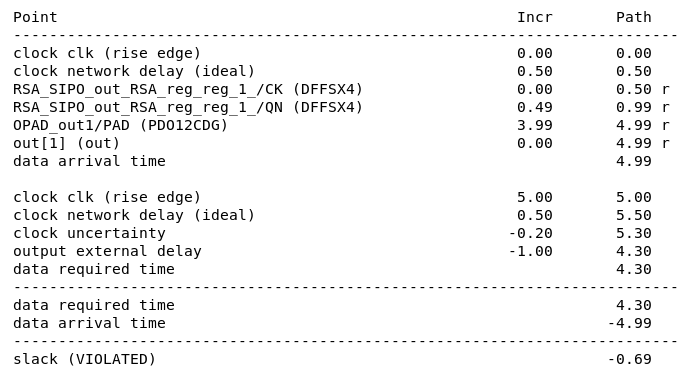 Point Incr Path
---------------------------------------------------------------------------
clock clk (rise edge) 0.00 0.00
clock network delay (ideal) 0.50 0.50
RSA_SIPO_out_RSA_reg_reg_1_/CK (DFFSX4) 0.00 0.50 r
RSA_SIPO_out_RSA_reg_reg_1_/QN (DFFSX4) 0.49 0.99 r
OPAD_out1/PAD (PDO12CDG) 3.99 4.99 r
out[1] (out) 0.00 4.99 r
data arrival time 4.99
clock clk (rise edge) 5.00 5.00
clock network delay (ideal) 0.50 5.50
clock uncertainty -0.20 5.30
output external delay -1.00 4.30
data required time 4.30
---------------------------------------------------------------------------
data required time 4.30
data arrival time -4.99
---------------------------------------------------------------------------
slack (VIOLATED) -0.69